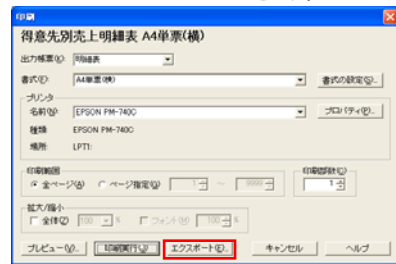 印刷
得意先別売上明細表 A4単票(横)
出力帳票(O): 明細表
書式(E): A4単票(横) 書式の設定(G)...
プリンタ
名前(N): EPSON PM-740C プロパティ(P)...
種類 EPSON PM-740C
場所: LPT1:
印刷範囲 印刷部数(C)
全ページ(A) ページ指定(Q) 1 ～ 9999 1
拡大/縮小
全体(Z) 100 % フォント(B) 100 %
プレビュー(V)... 印刷実行(J) エクスポート(E)... キャンセル ヘルプ